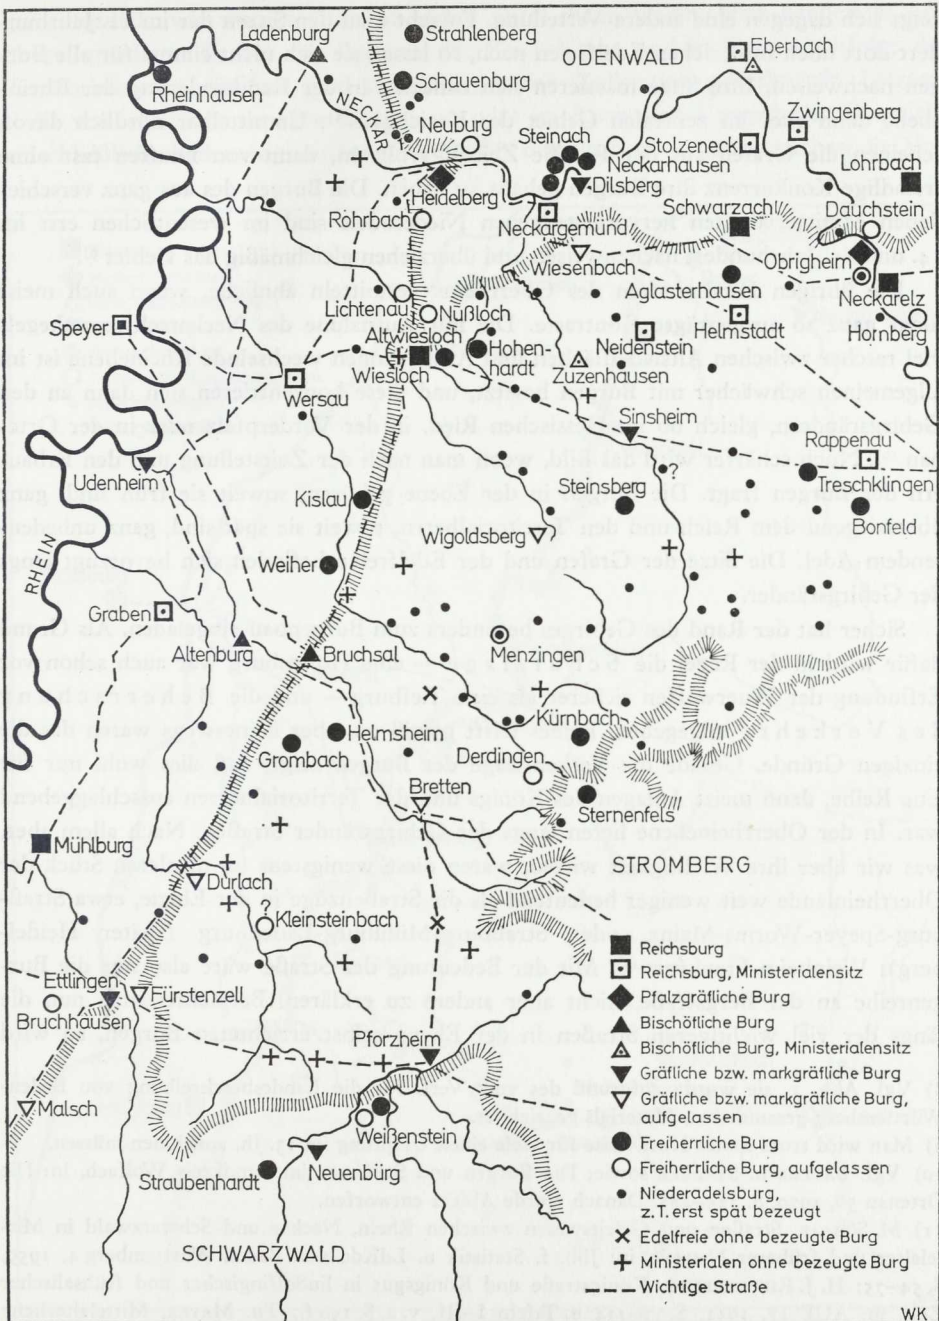 Ladenburg
Strahlenberg
ODENWALD
Eberbach
Rheinhausen
Schauenburg
NECKAR
Neuburg
Zwingenberg
Steinach
Stolzeneck
Neckarhausen
Lohrbach
Dilsberg
Heidelberg
Schwarzach
Dauchstein
Rohrbach
Neckargemünd
Obrigheim
Wiesenbach
Aglasterhausen
Neckarelz
Lichtenau
Nußloch
Helmstadt
Hornberg
Speyer
Altwiesloch
Hohen-
hardt
Neidenstein
Wiesloch
Zuzenhausen
Wersau
Sinsheim
Rappenau
Udenheim
Steinsberg
Treschklingen
Kislau
Bonfeld
Wigoldsberg
RHEIN
Weiher
Graben
Altenburg
Bruchsal
Menzingen
Kürnbach
Helmsheim
Grombach
Derdingen
Bretten
Sternenfels
Mühlburg
STROMBERG
Durlach
Kleinsteinbach
Ettlingen
Fürstenzell
Bruchhausen
Pforzheim
Malsch
Weißenstein
Straubenhardt
Neuenbürg
SCHWARZWALD
Reichsburg
Reichsburg, Ministerialensitz
Pfalzgräfliche Burg
Bischöfliche Burg
Bischöfliche Burg, Ministerialensitz
Gräfliche bzw. markgräfliche Burg
Gräfliche bzw. markgräfliche Burg,
aufgelassen
Freiherrliche Burg
Freiherrliche Burg, aufgelassen
Niederadelsburg,
z.T. erst spät bezeugt
Edelfreie ohne bezeugte Burg
Ministerialen ohne bezeugte Burg
Wichtige Straße
WK